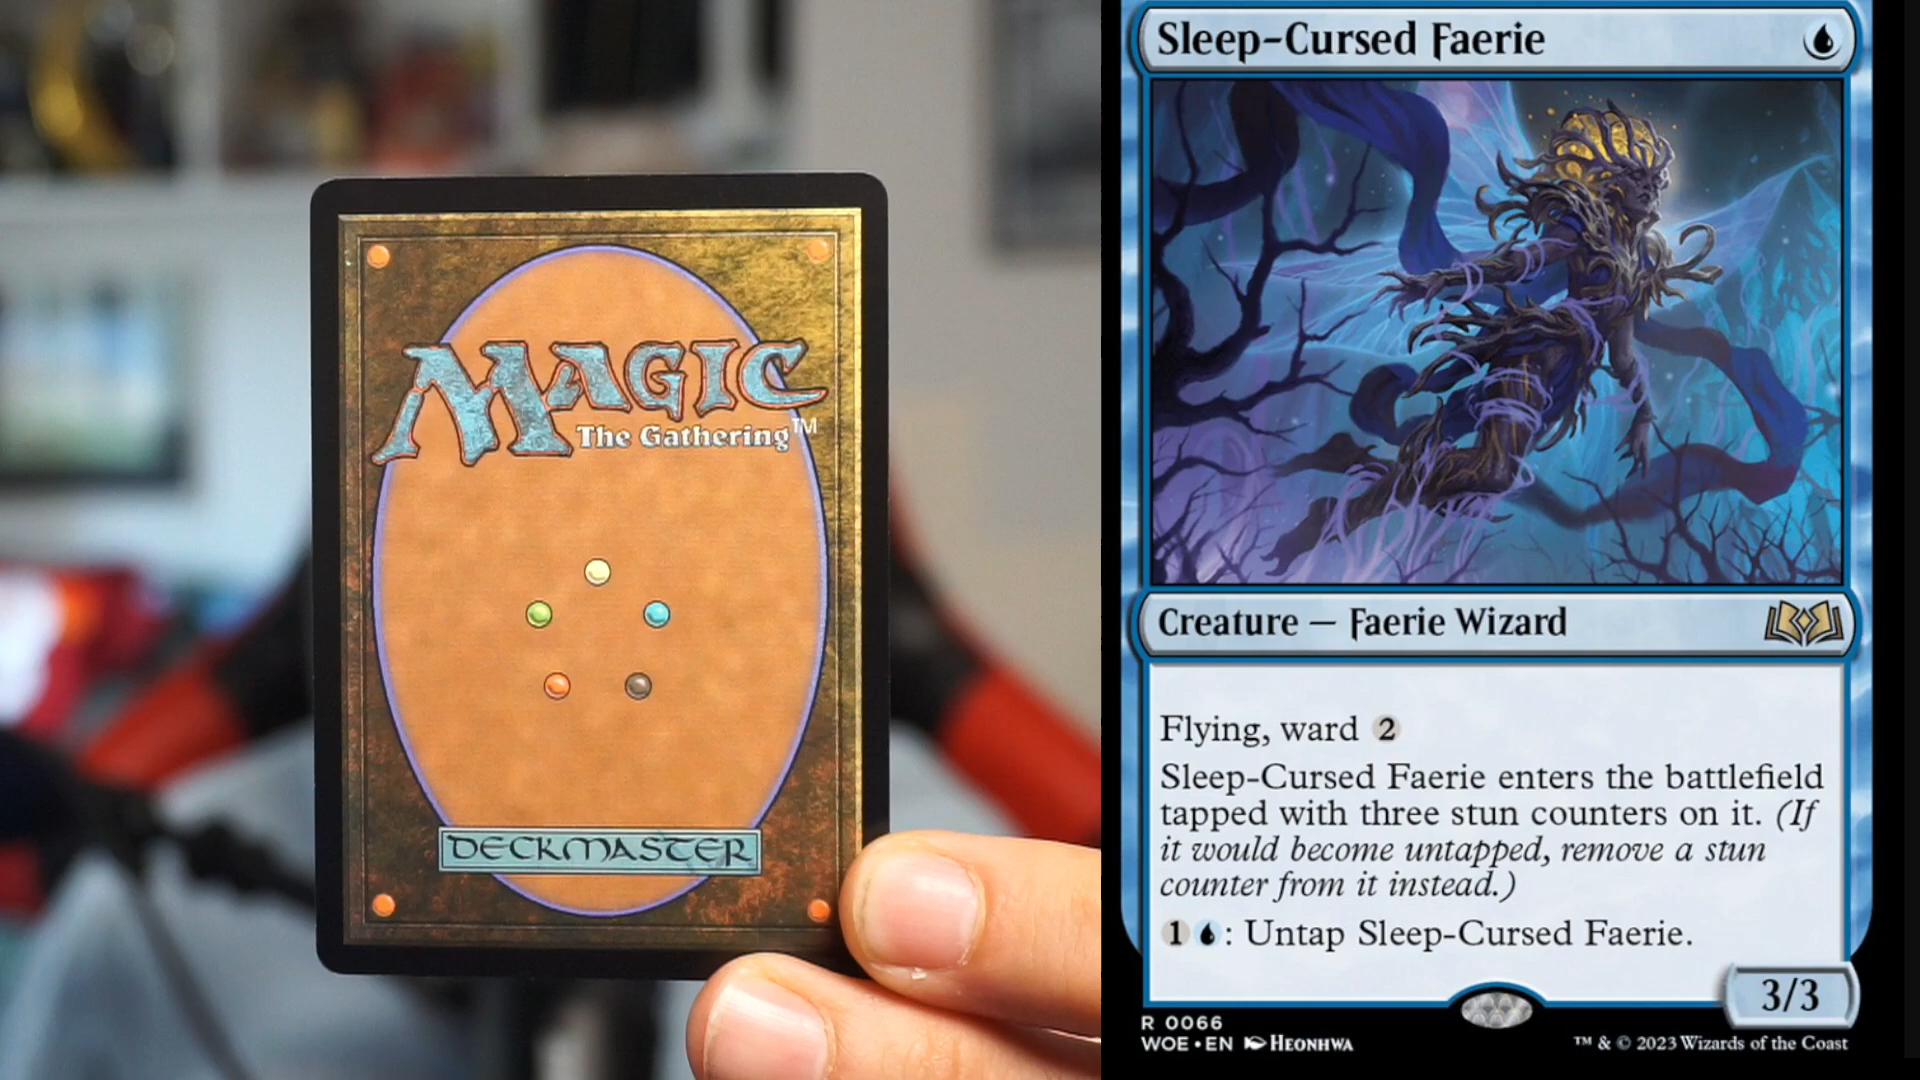 MAGIC
The Gathering™
DECKMASTER
Sleep-Cursed Faerie
Creature — Faerie Wizard
Flying, ward 2
Sleep-Cursed Faerie enters the battlefield
tapped with three stun counters on it. (If
it would become untapped, remove a stun
counter from it instead.)
1: Untap Sleep-Cursed Faerie.
3/3
R 0066
WOE • EN HEONHWA
™ & © 2023 Wizards of the Coast